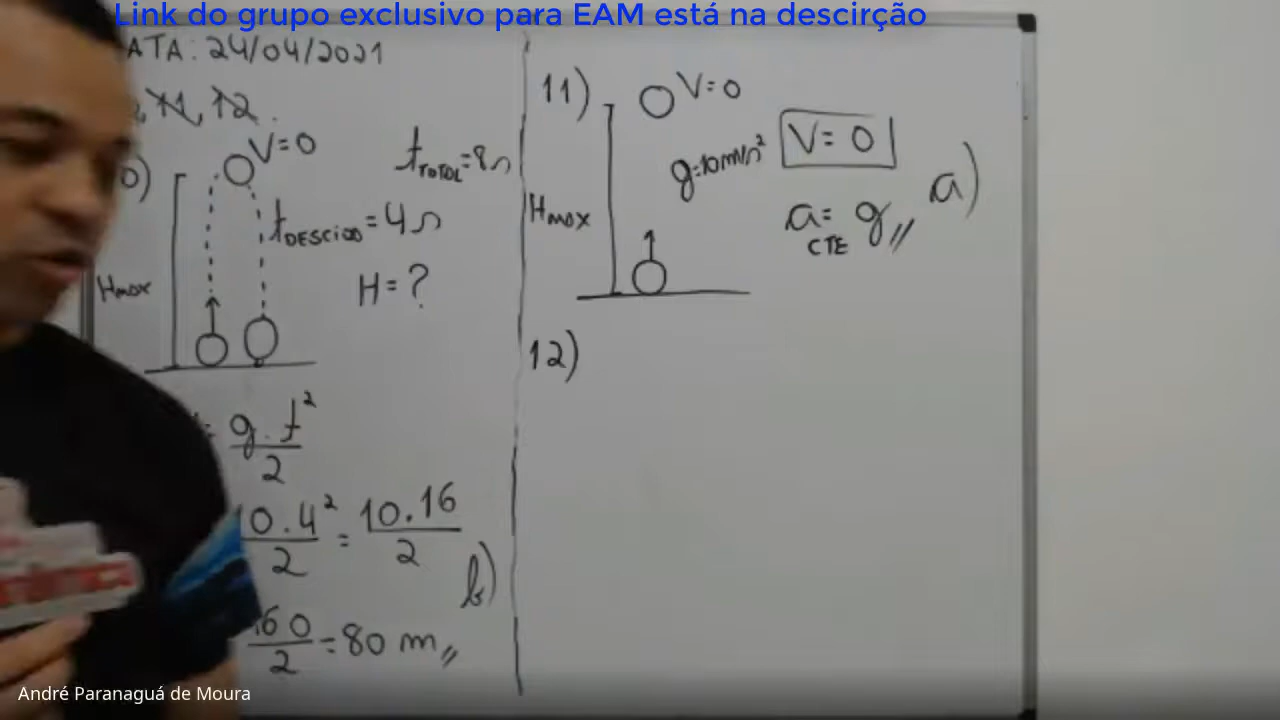 Link do grupo exclusivo para EAM está na descirção
ATA: 24/04/2021
, 11, 12.
0)
V=0
tTOTAL=8s
tDESCIDO=4s
Hmax
H=?
g.t²
2
10.4² = 10.16
2 2
b)
160 = 80 m,,
2
11)
V=0
g=10m/s²
V=0
a)
Hmax
a= g,,
CTE
12)
André Paranaguá de Moura